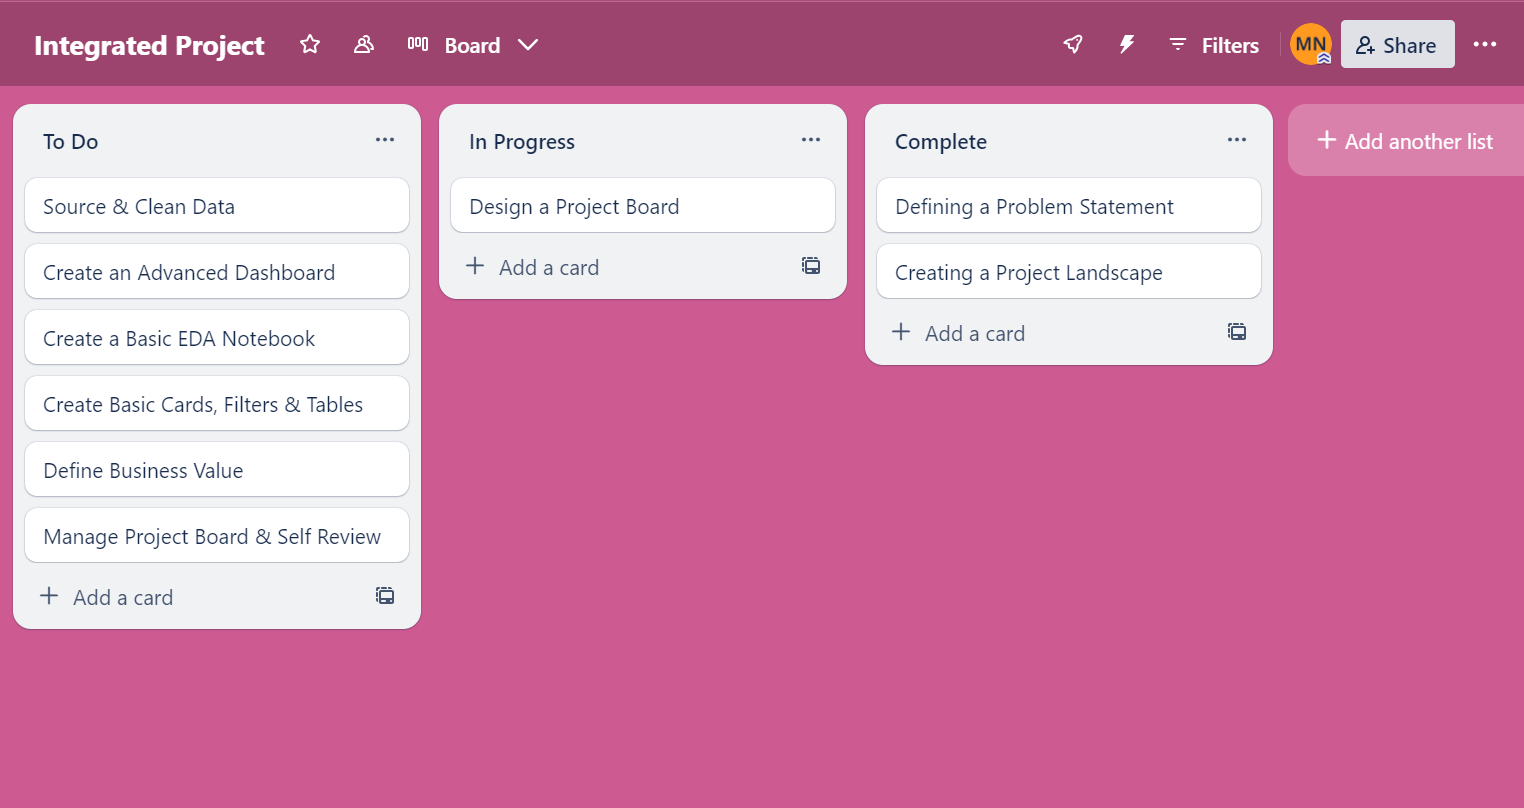 Integrated Project
Board
Filters
MN
Share
To Do
Source & Clean Data
Create an Advanced Dashboard
Create a Basic EDA Notebook
Create Basic Cards, Filters & Tables
Define Business Value
Manage Project Board & Self Review
Add a card
In Progress
Design a Project Board
Add a card
Complete
Defining a Problem Statement
Creating a Project Landscape
Add a card
Add another list